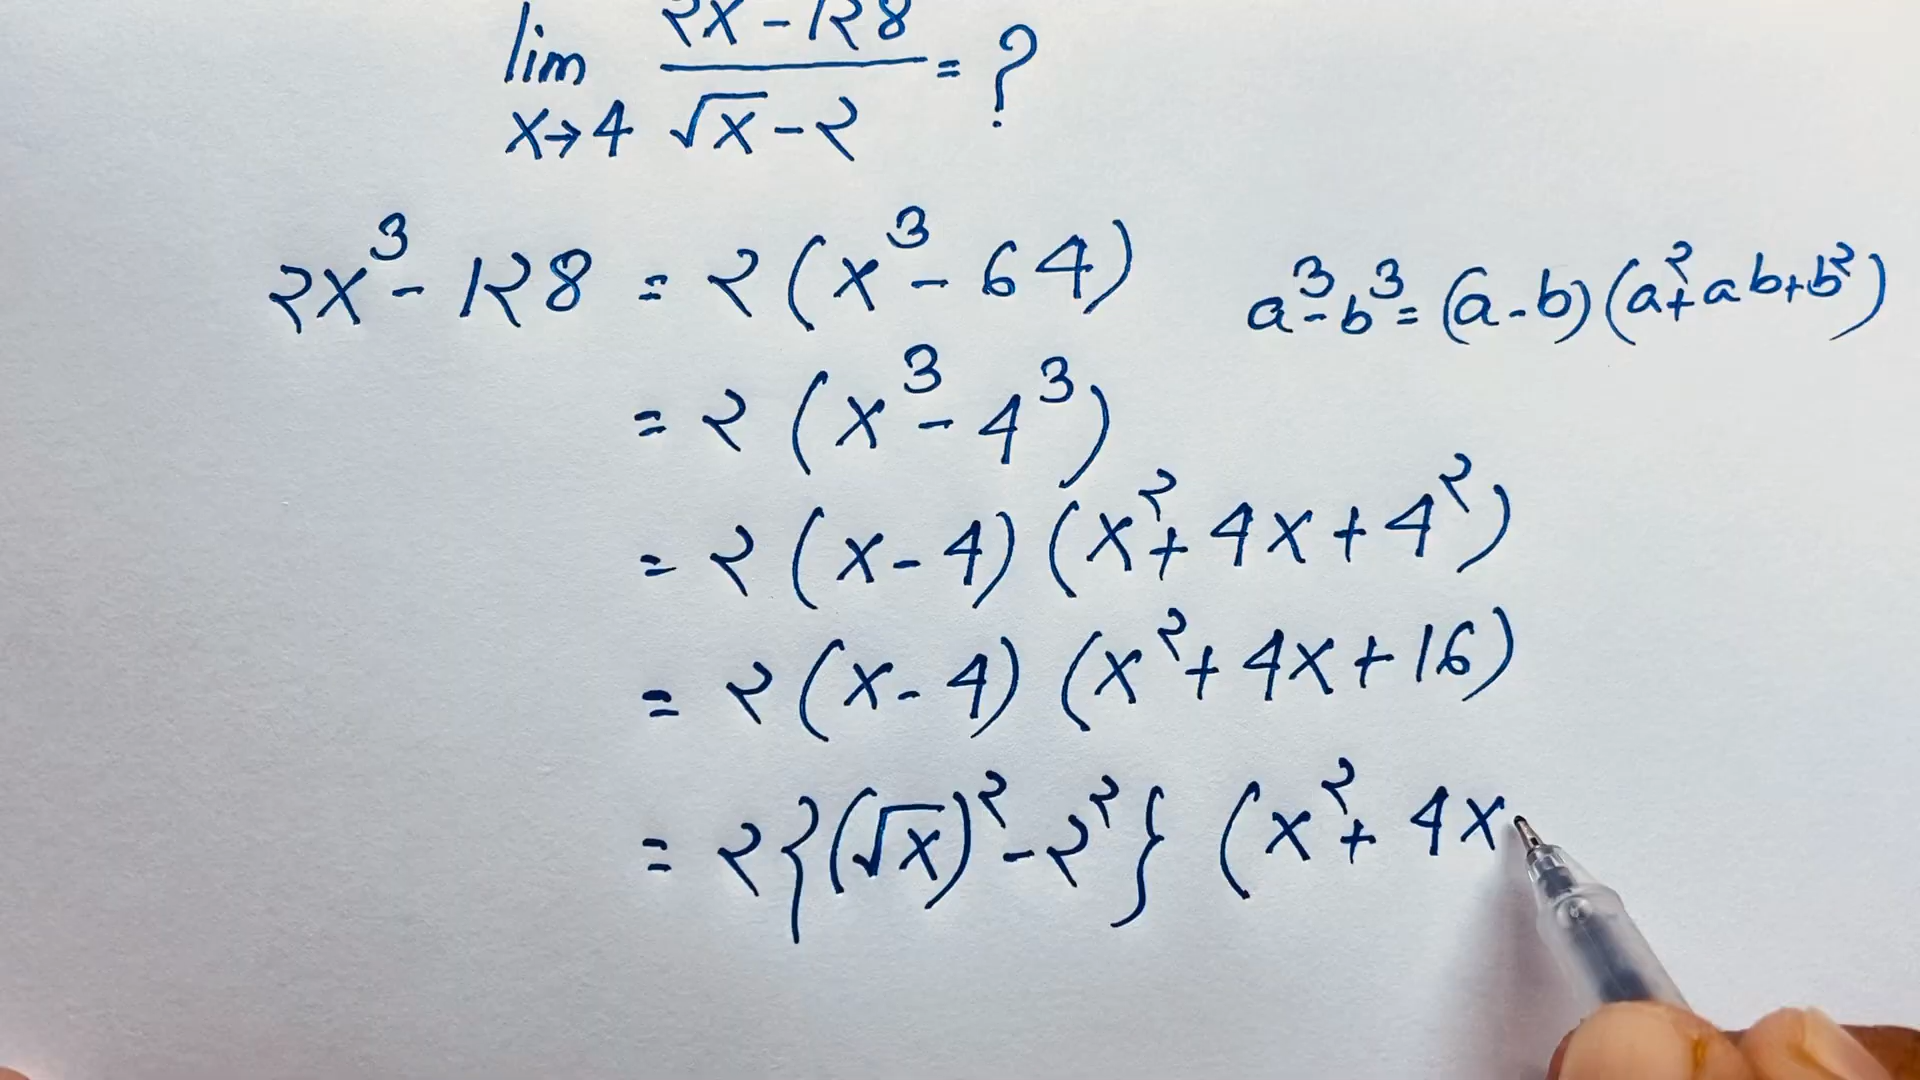 lim 2x - 128 / √x - 2 = ?
x→4
2x³ - 128 = 2(x³ - 64)
a³ - b³ = (a - b)(a² + ab + b²)
= 2(x³ - 4³)
= 2(x - 4)(x² + 4x + 4²)
= 2(x - 4)(x² + 4x + 16)
= 2{(√x)² - 2²}(x² + 4x